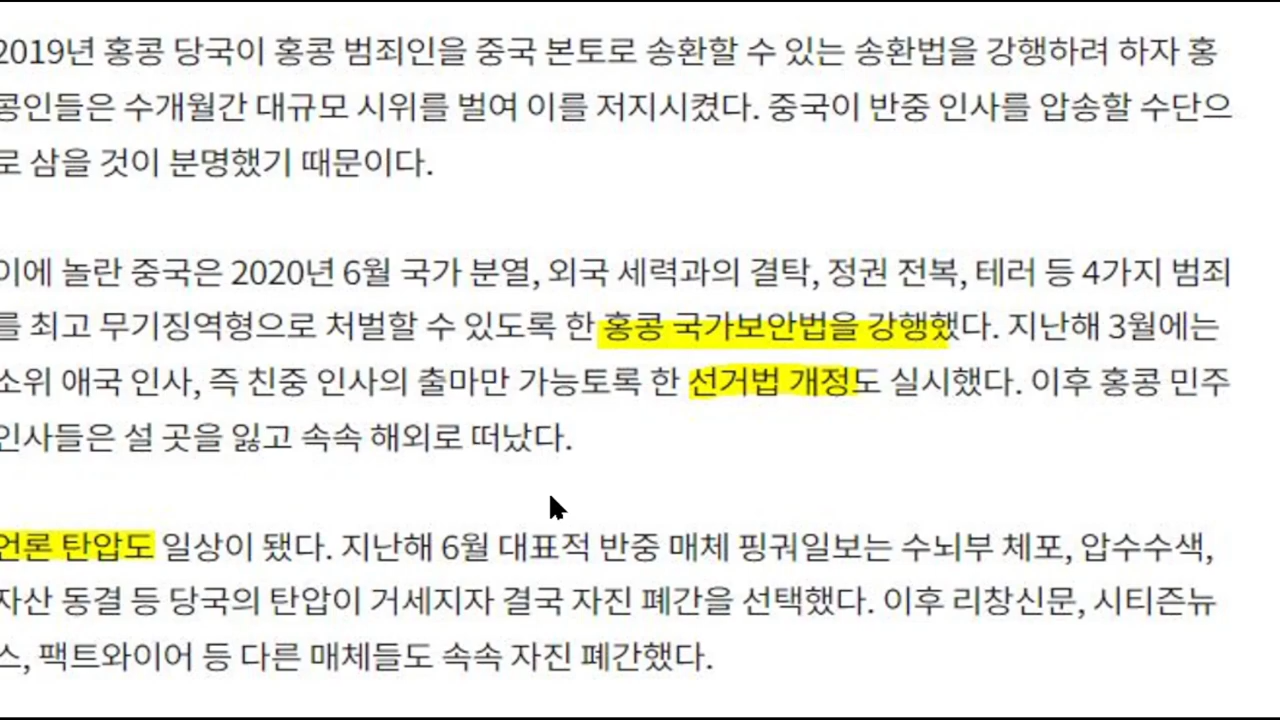 2019년 홍콩 당국이 홍콩 범죄인을 중국 본토로 송환할 수 있는 송환법을 강행하려 하자 홍
콩인들은 수개월간 대규모 시위를 벌여 이를 저지시켰다. 중국이 반중 인사를 압송할 수단으
로 삼을 것이 분명했기 때문이다.
이에 놀란 중국은 2020년 6월 국가 분열, 외국 세력과의 결탁, 정권 전복, 테러 등 4가지 범죄
를 최고 무기징역형으로 처벌할 수 있도록 한 홍콩 국가보안법을 강행했다. 지난해 3월에는
소위 애국 인사, 즉 친중 인사의 출마만 가능토록 한 선거법 개정도 실시했다. 이후 홍콩 민주
인사들은 설 곳을 잃고 속속 해외로 떠났다.
언론 탄압도 일상이 됐다. 지난해 6월 대표적 반중 매체 핑궈일보는 수뇌부 체포, 압수수색,
자산 동결 등 당국의 탄압이 거세지자 결국 자진 폐간을 선택했다. 이후 리창신문, 시티즌뉴
스, 팩트와이어 등 다른 매체들도 속속 자진 폐간했다.